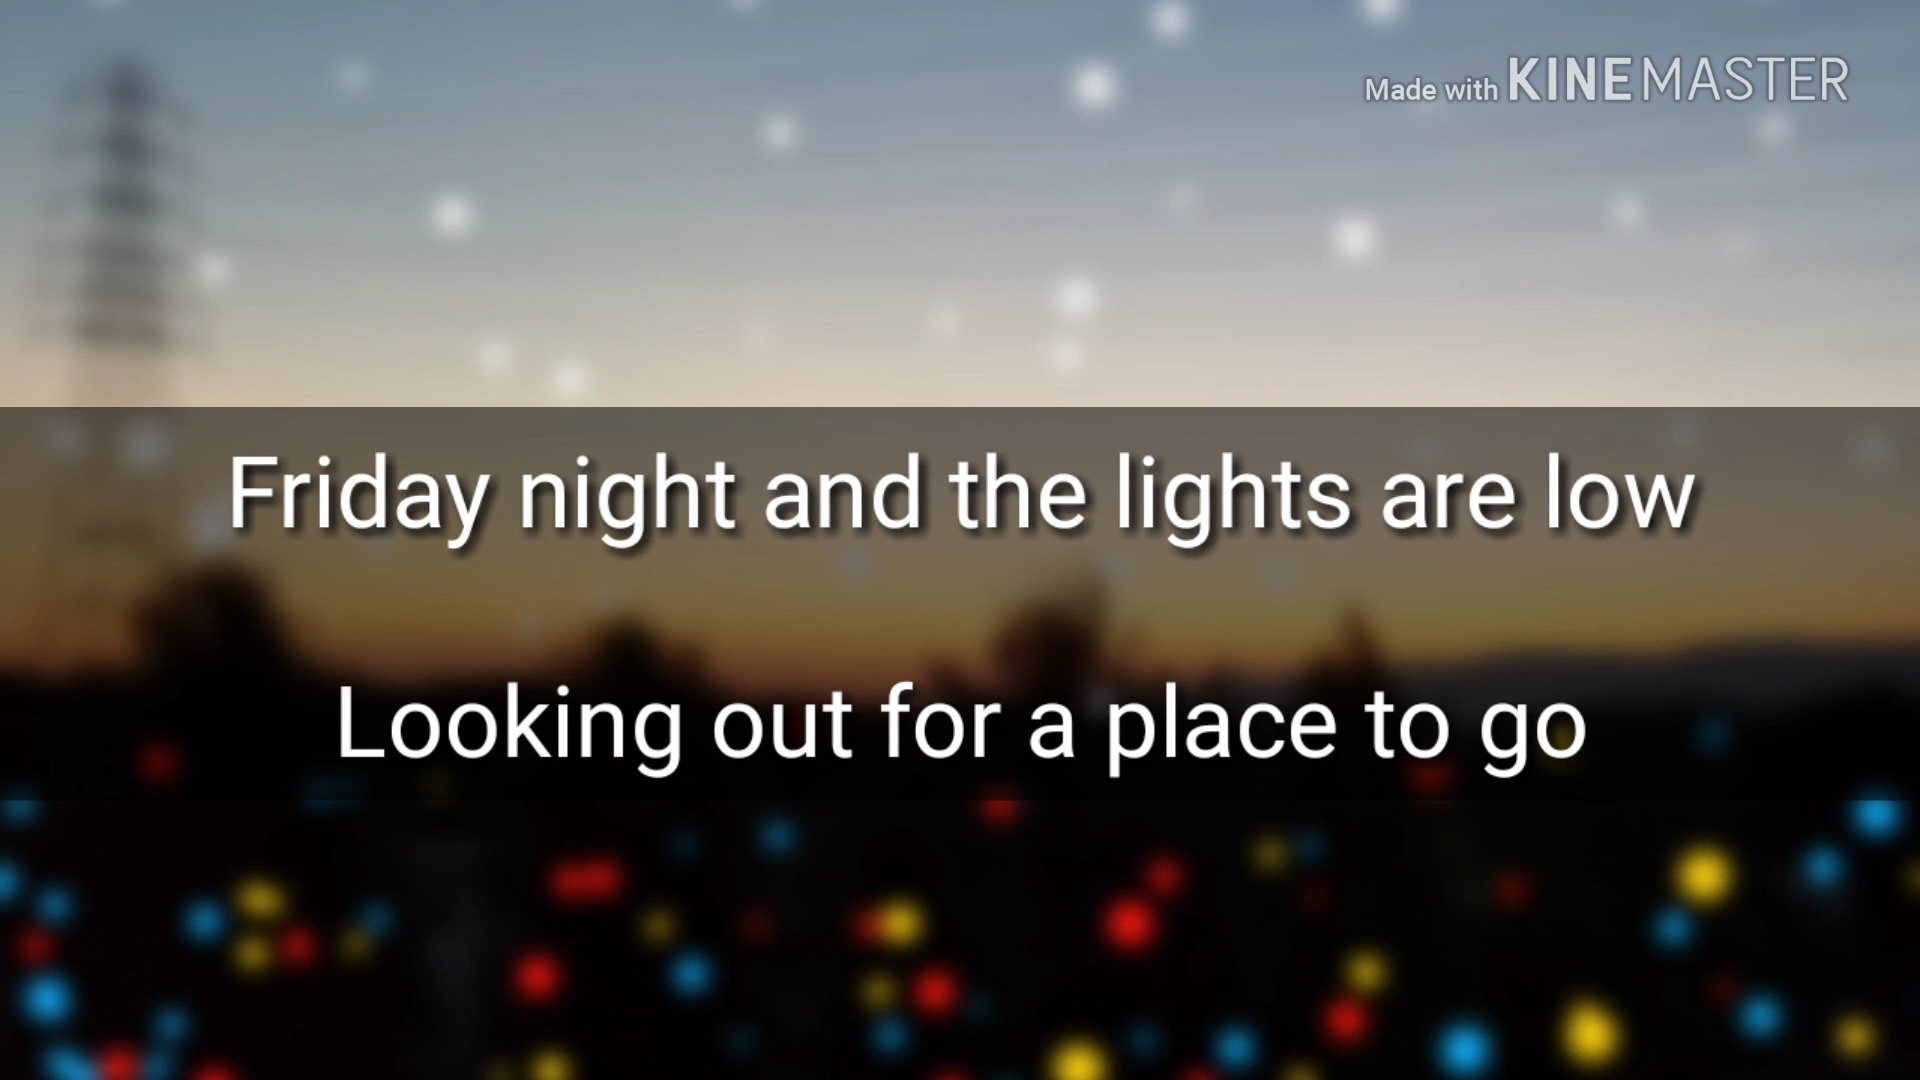 Made with KINEMASTER
Friday night and the lights are low
Looking out for a place to go